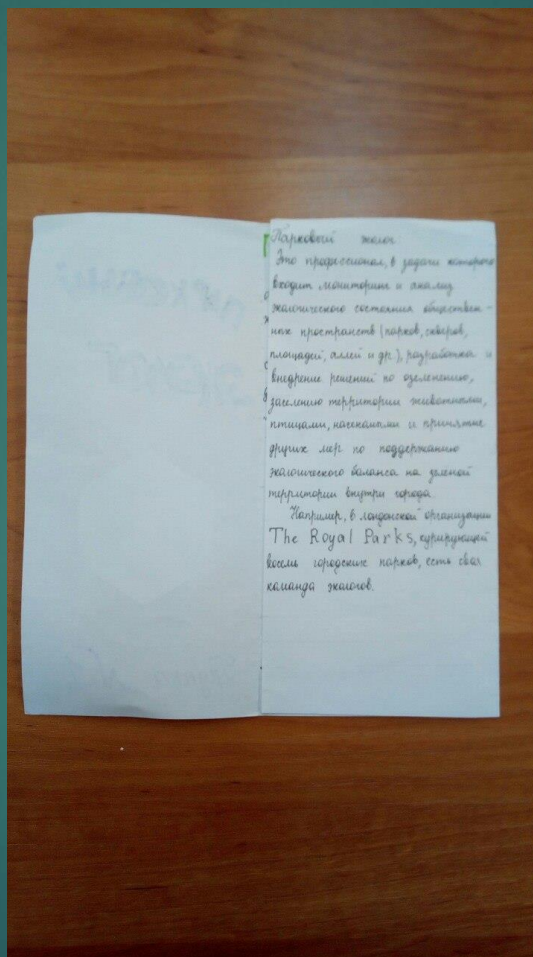 Парковый эколог
Это профессионал, в задачи которого
входит мониторинг и анализ
экологического состояния обществен-
ных пространств (парков, скверов,
площадей, аллей и др.), разработка и
внедрение решений по озеленению,
заселению территории животными,
птицами, насекомыми и принятие
других мер по поддержанию
экологического баланса на зеленой
территории внутри города.
Например, в лондонской организации
The Royal Parks, курирующей
восемь городских парков, есть своя
команда экологов.